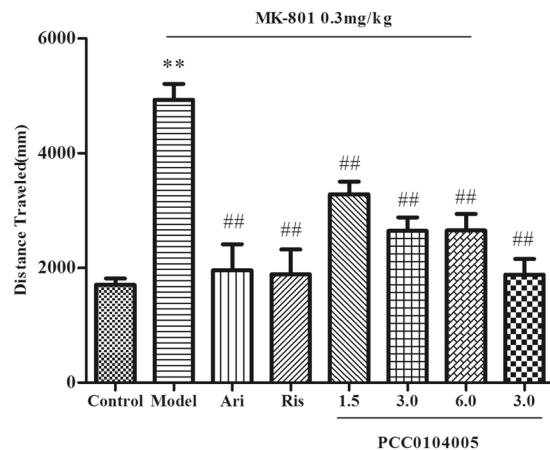 MK-801 0.3mg/kg
6000
**
4000
##
##
##
##
##
##
2000
0
Distance Traveled(mm)
Control Model Ari Ris 1.5 3.0 6.0 3.0
PCC0104005